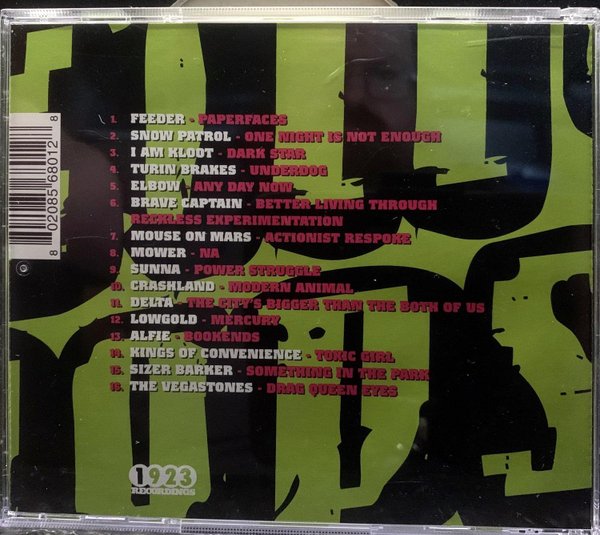 1. FEEDER - PAPERFACES
2. SNOW PATROL - ONE NIGHT IS NOT ENOUGH
3. I AM KLOOT - DARK STAR
4. TURIN BRAKES - UNDERDOG
5. ELBOW - ANY DAY NOW
6. BRAVE CAPTAIN - BETTER LIVING THROUGH
RECKLESS EXPERIMENTATION
7. MOUSE ON MARS - ACTIONIST RESPOKE
8. MOWER - NA
9. SUNNA - POWER STRUGGLE
10. CRASHLAND - MODERN ANIMAL
11. DELTA - THE CITY'S BIGGER THAN THE BOTH OF US
12. LOWGOLD - MERCURY
13. ALFIE - BOOKENDS
14. KINGS OF CONVENIENCE - TOXIC GIRL
15. SIZER BARKER - SOMETHING IN THE PARK
16. THE VEGASTONES - DRAG QUEEN EYES
8 02085 68012 8
1923
RECORDINGS